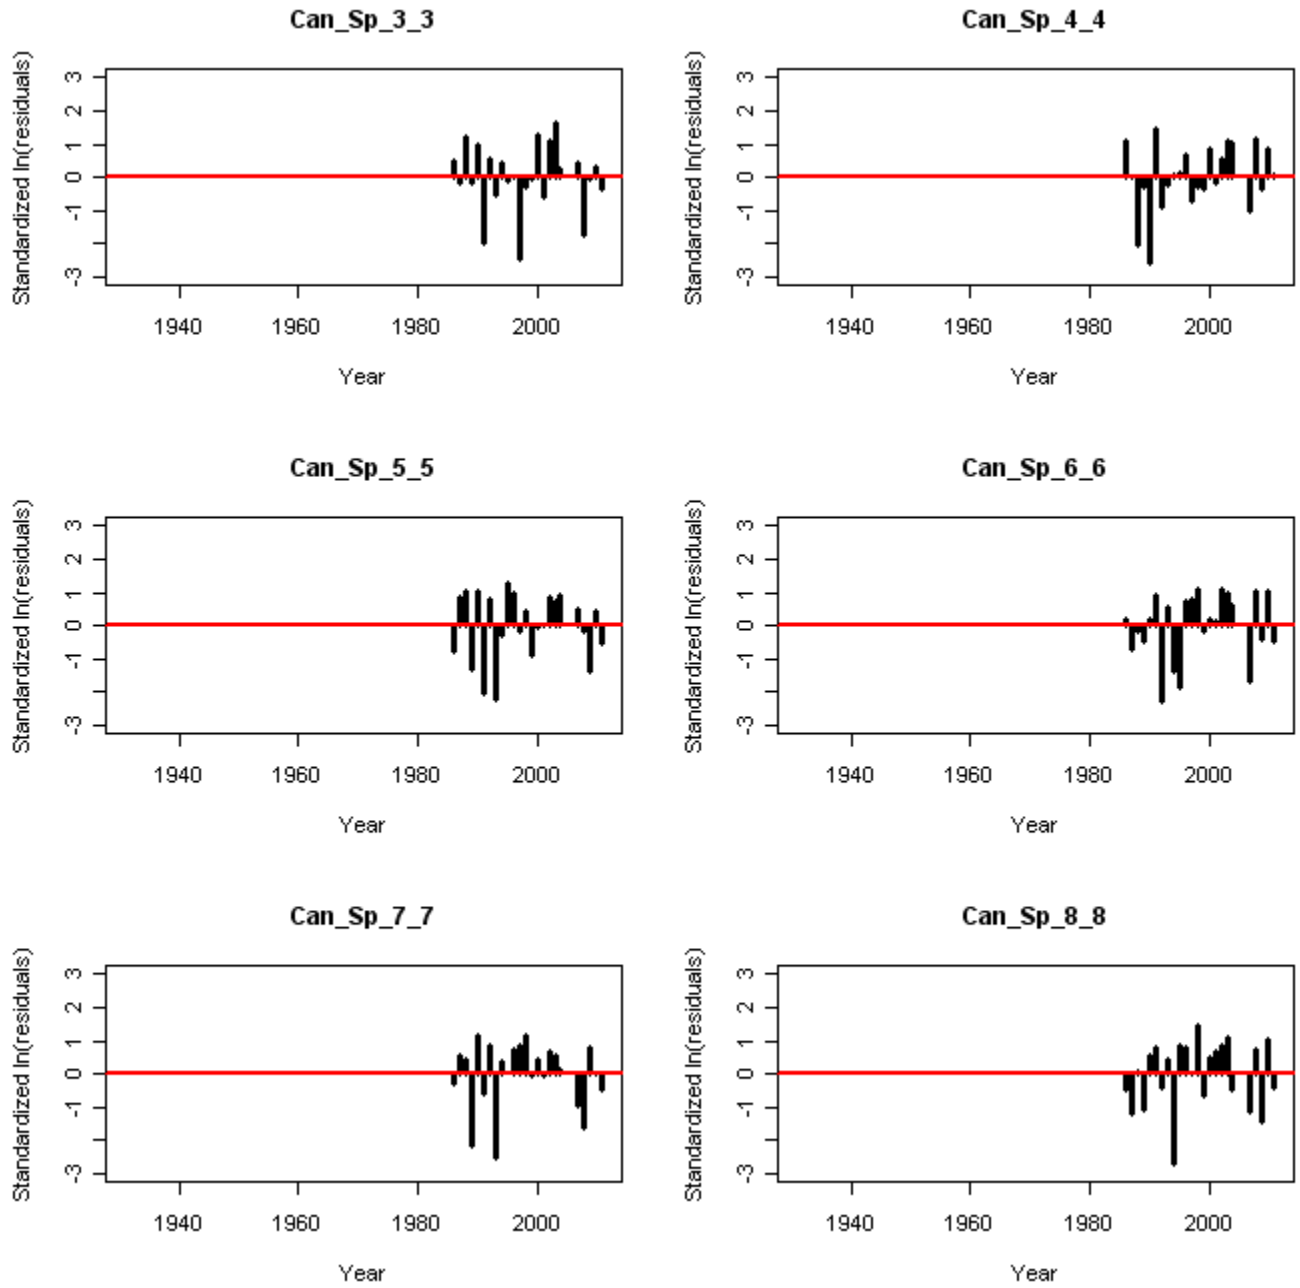 Can_Sp_3_3
Standardized ln(residuals)
3
2
1
0
-1
-3
1940 1960 1980 2000
Year
Can_Sp_4_4
Standardized ln(residuals)
3
2
1
0
-1
-3
1940 1960 1980 2000
Year
Can_Sp_5_5
Standardized ln(residuals)
3
2
1
0
-1
-3
1940 1960 1980 2000
Year
Can_Sp_6_6
Standardized ln(residuals)
3
2
1
0
-1
-3
1940 1960 1980 2000
Year
Can_Sp_7_7
Standardized ln(residuals)
3
2
1
0
-1
-3
1940 1960 1980 2000
Year
Can_Sp_8_8
Standardized ln(residuals)
3
2
1
0
-1
-3
1940 1960 1980 2000
Year